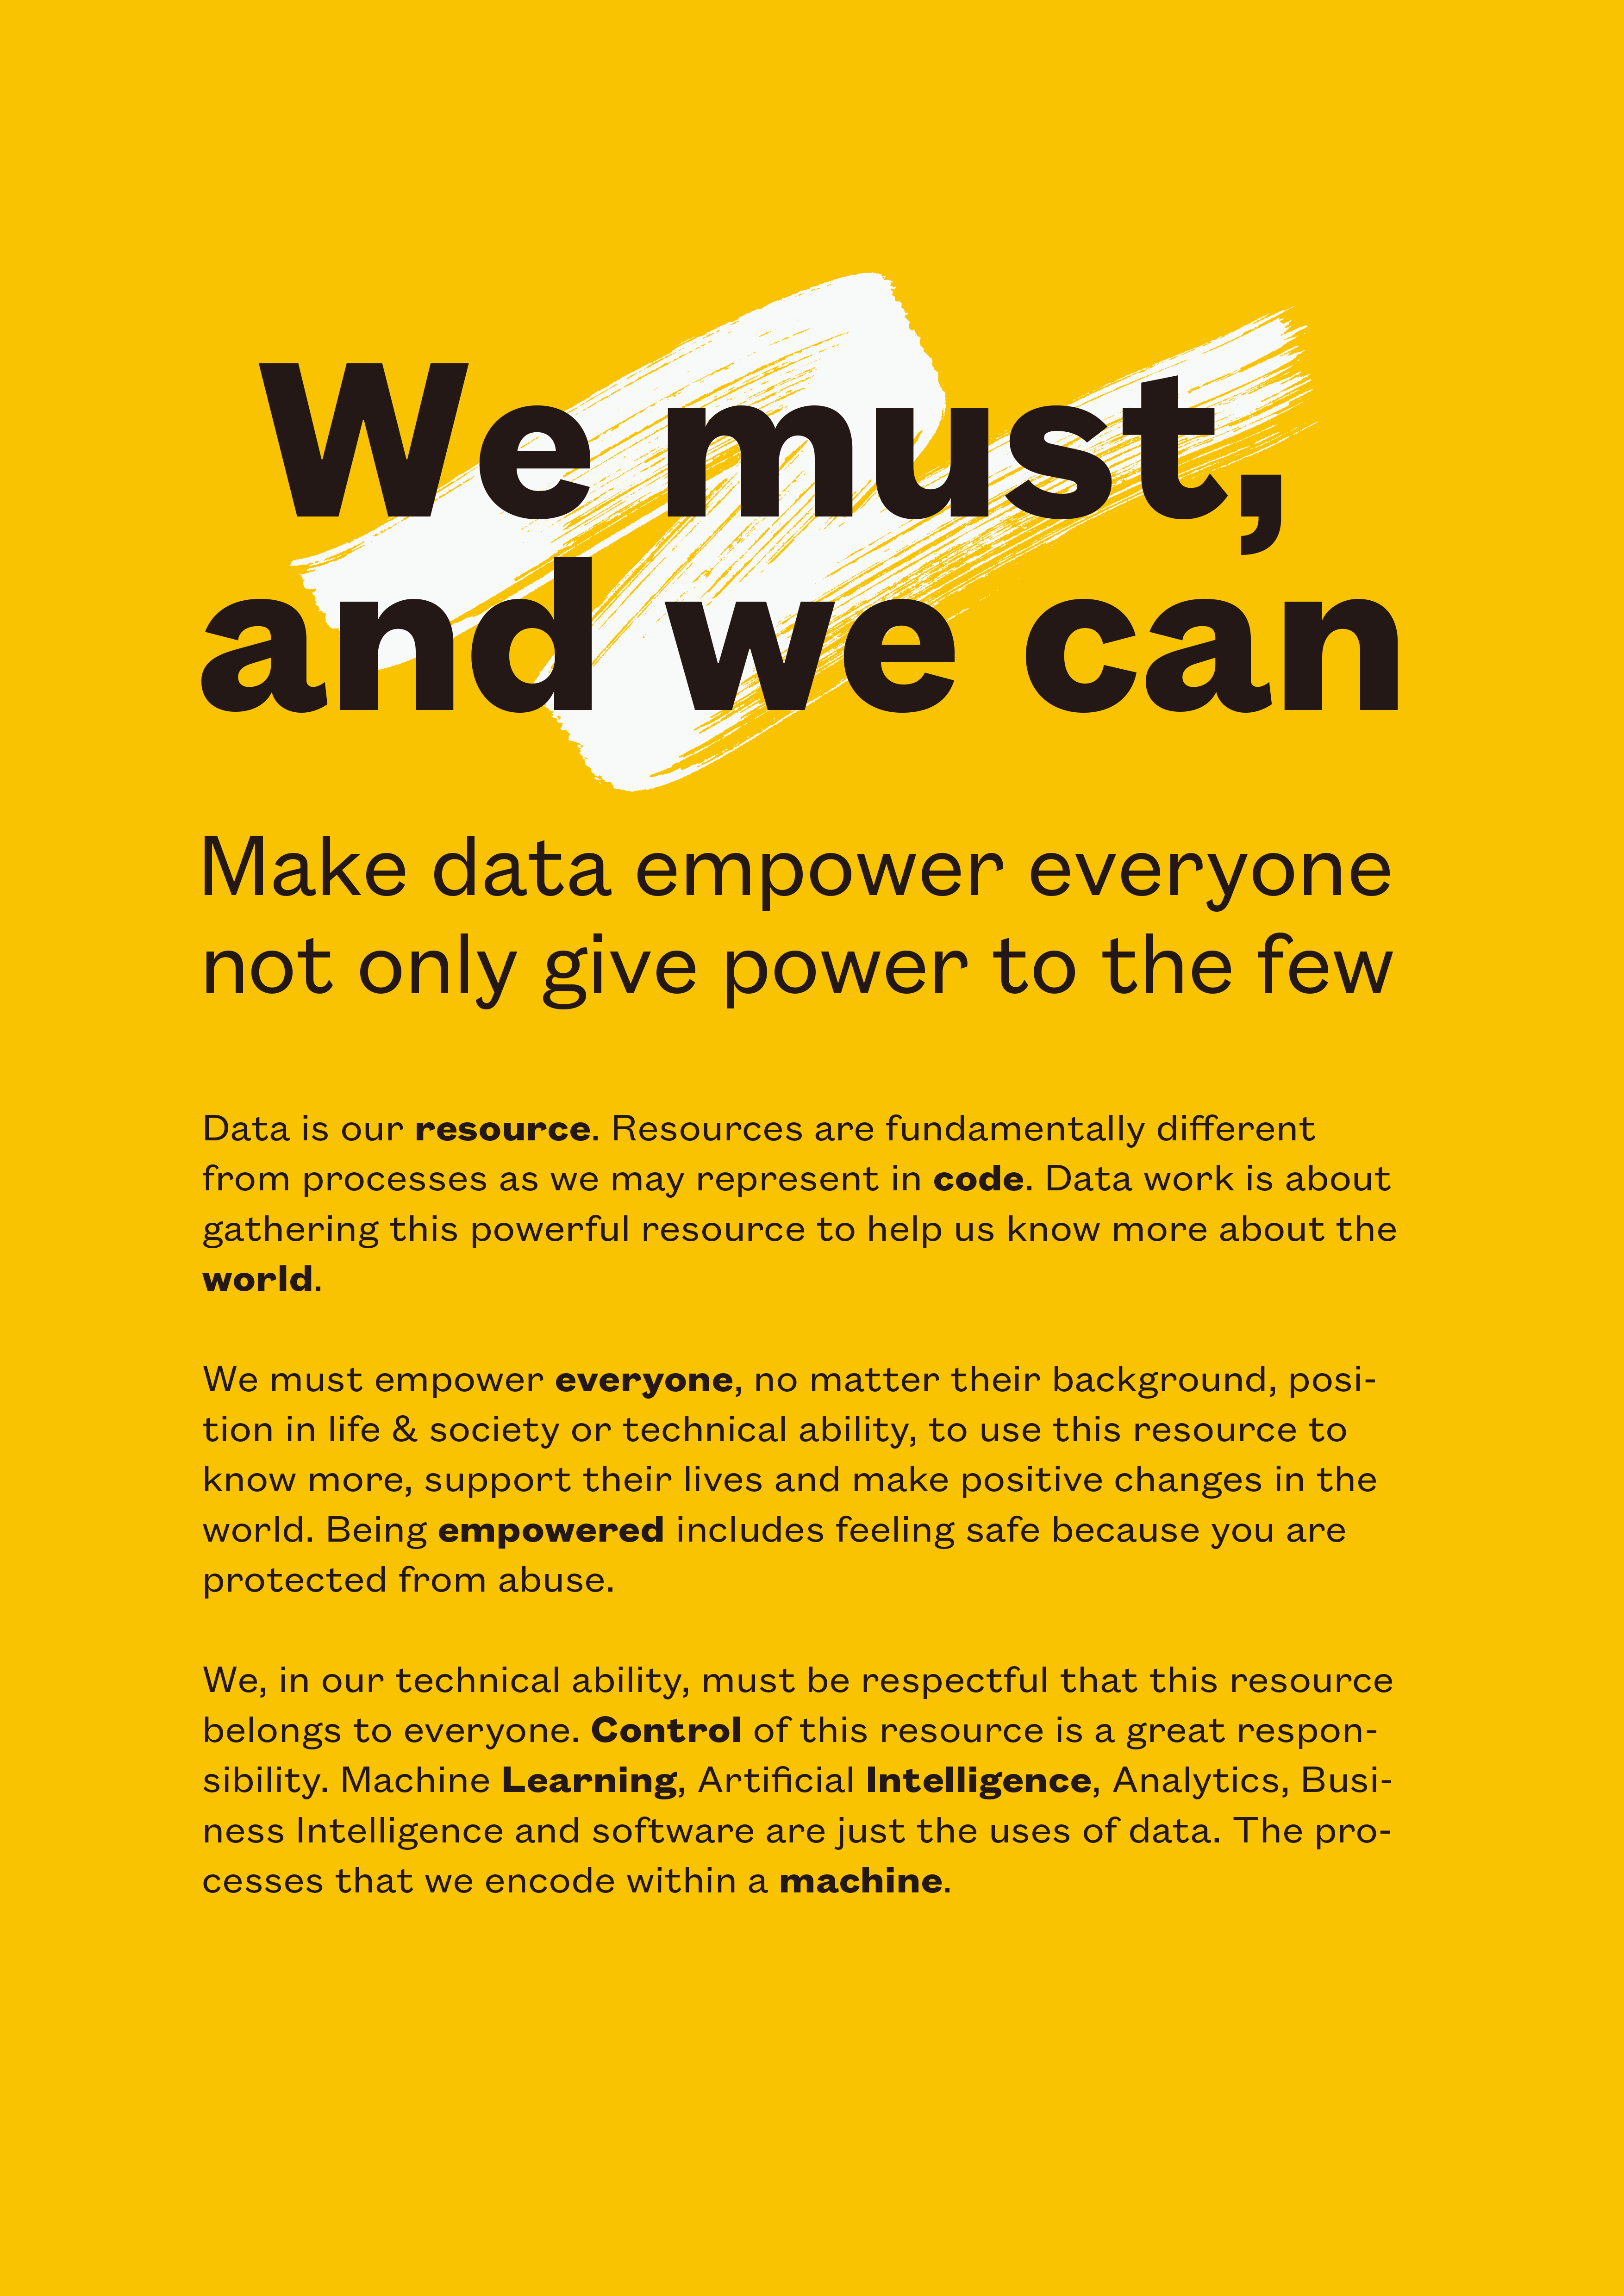 We must,
and we can
Make data empower everyone
not only give power to the few
Data is our resource. Resources are fundamentally different
from processes as we may represent in code. Data work is about
gathering this powerful resource to help us know more about the
world.
We must empower everyone, no matter their background, posi-
tion in life & society or technical ability, to use this resource to
know more, support their lives and make positive changes in the
world. Being empowered includes feeling safe because you are
protected from abuse.
We, in our technical ability, must be respectful that this resource
belongs to everyone. Control of this resource is a great respon-
sibility. Machine Learning, Artificial Intelligence, Analytics, Busi-
ness Intelligence and software are just the uses of data. The pro-
cesses that we encode within a machine.